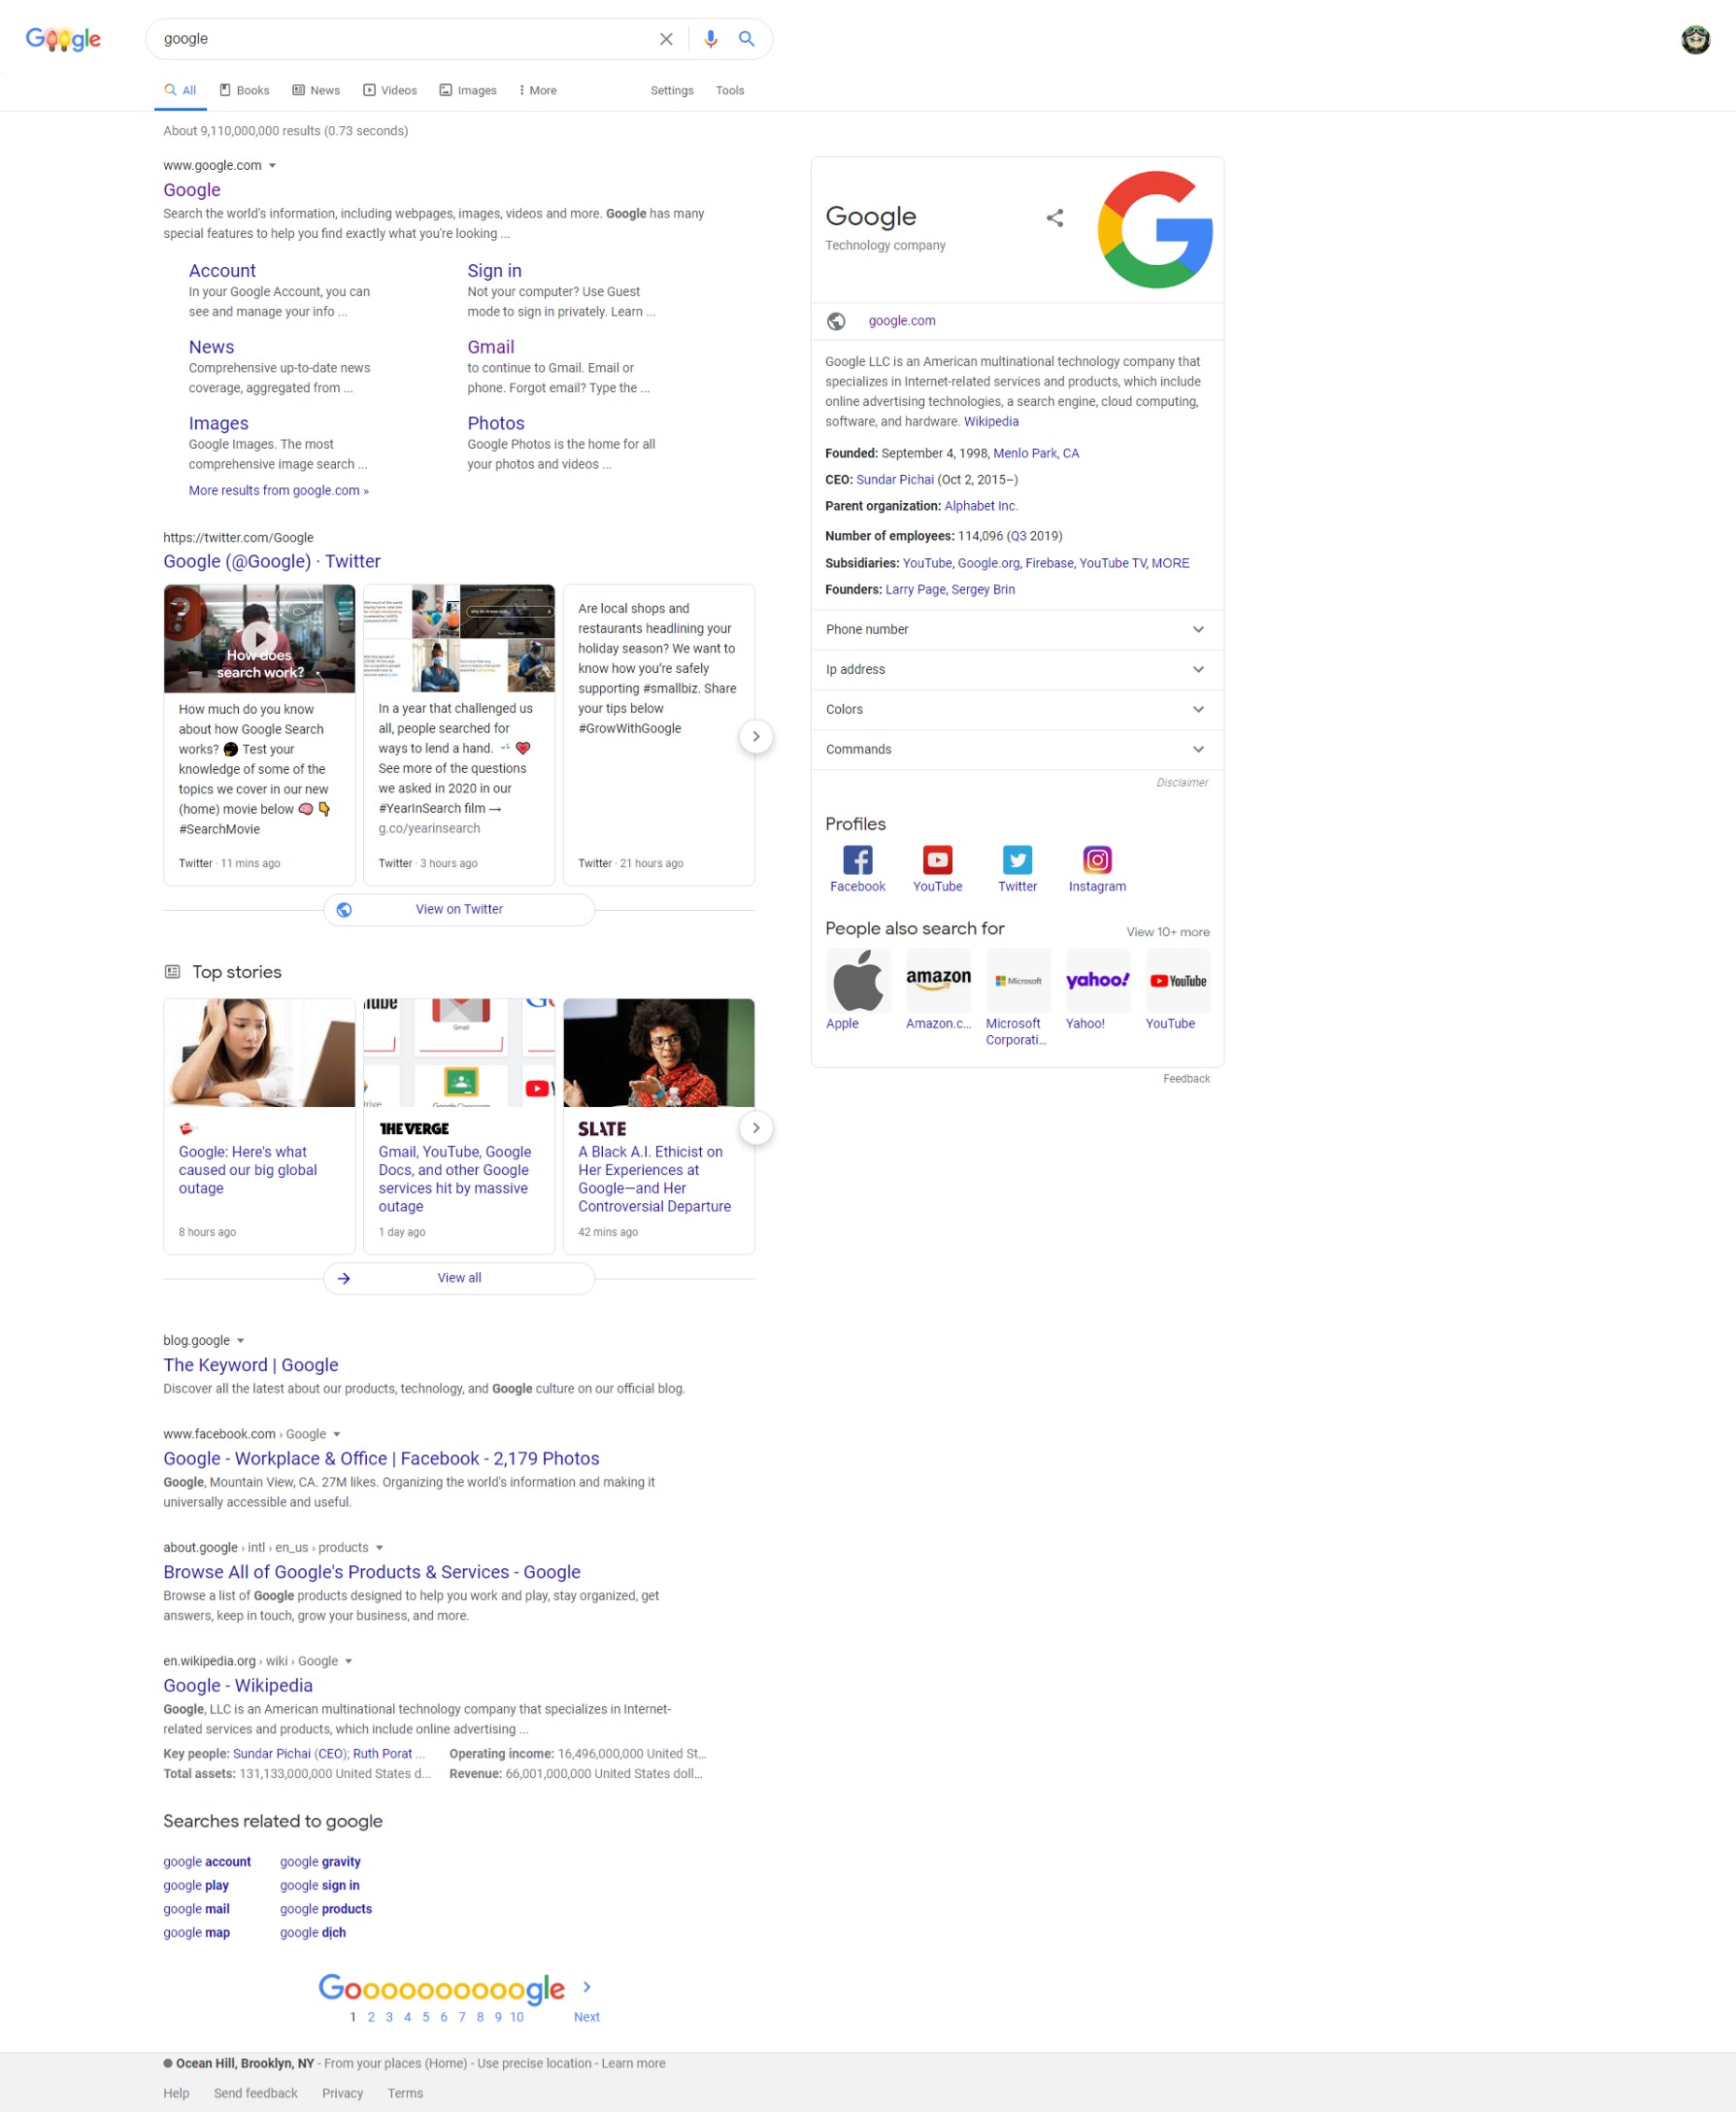 Google
google
All
Books
News
Videos
Images
More
Settings
Tools
About 9,110,000,000 results (0.73 seconds)
www.google.com
Google
Search the world's information, including webpages, images, videos and more. Google has many
special features to help you find exactly what you're looking ...
Account
In your Google Account, you can
see and manage your info ...
Sign in
Not your computer? Use Guest
mode to sign in privately. Learn ...
News
Comprehensive up-to-date news
coverage, aggregated from ...
Gmail
to continue to Gmail. Email or
phone. Forgot email? Type the ...
Images
Google Images. The most
comprehensive image search ...
Photos
Google Photos is the home for all
your photos and videos ...
More results from google.com »
https://twitter.com/Google
Google (@Google) · Twitter
How does
search work?
How much do you know
about how Google Search
works? Test your
knowledge of some of the
topics we cover in our new
(home) movie below
#SearchMovie
Twitter · 11 mins ago
In a year that challenged us
all, people searched for
ways to lend a hand.
See more of the questions
we asked in 2020 in our
#YearInSearch film →
g.co/yearinsearch
Twitter · 3 hours ago
Are local shops and
restaurants headlining your
holiday season? We want to
know how you're safely
supporting #smallbiz. Share
your tips below
#GrowWithGoogle
Twitter · 21 hours ago
View on Twitter
Top stories
Google: Here's what
caused our big global
outage
8 hours ago
Gmail
Google Classroom
THE VERGE
Gmail, YouTube, Google
Docs, and other Google
services hit by massive
outage
1 day ago
SLATE
A Black A.I. Ethicist on
Her Experiences at
Google—and Her
Controversial Departure
42 mins ago
View all
blog.google
The Keyword | Google
Discover all the latest about our products, technology, and Google culture on our official blog.
www.facebook.com › Google
Google - Workplace & Office | Facebook - 2,179 Photos
Google, Mountain View, CA. 27M likes. Organizing the world's information and making it
universally accessible and useful.
about.google › intl › en_us › products
Browse All of Google's Products & Services - Google
Browse a list of Google products designed to help you work and play, stay organized, get
answers, keep in touch, grow your business, and more.
en.wikipedia.org › wiki › Google
Google - Wikipedia
Google, LLC is an American multinational technology company that specializes in Internet-
related services and products, which include online advertising ...
Key people: Sundar Pichai (CEO); Ruth Porat ...
Operating income: 16,496,000,000 United St...
Total assets: 131,133,000,000 United States d...
Revenue: 66,001,000,000 United States doll...
Searches related to google
google account
google gravity
google play
google sign in
google mail
google products
google map
google dịch
Goooooooooogle
1 2 3 4 5 6 7 8 9 10
Next
Google
Technology company
google.com
Google LLC is an American multinational technology company that
specializes in Internet-related services and products, which include
online advertising technologies, a search engine, cloud computing,
software, and hardware. Wikipedia
Founded: September 4, 1998, Menlo Park, CA
CEO: Sundar Pichai (Oct 2, 2015–)
Parent organization: Alphabet Inc.
Number of employees: 114,096 (Q3 2019)
Subsidiaries: YouTube, Google.org, Firebase, YouTube TV, MORE
Founders: Larry Page, Sergey Brin
Phone number
Ip address
Colors
Commands
Disclaimer
Profiles
Facebook
YouTube
Twitter
Instagram
People also search for
View 10+ more
amazon
Microsoft
yahoo!
YouTube
Apple
Amazon.c...
Microsoft
Corporati...
Yahoo!
YouTube
Feedback
Ocean Hill, Brooklyn, NY - From your places (Home) - Use precise location - Learn more
Help
Send feedback
Privacy
Terms